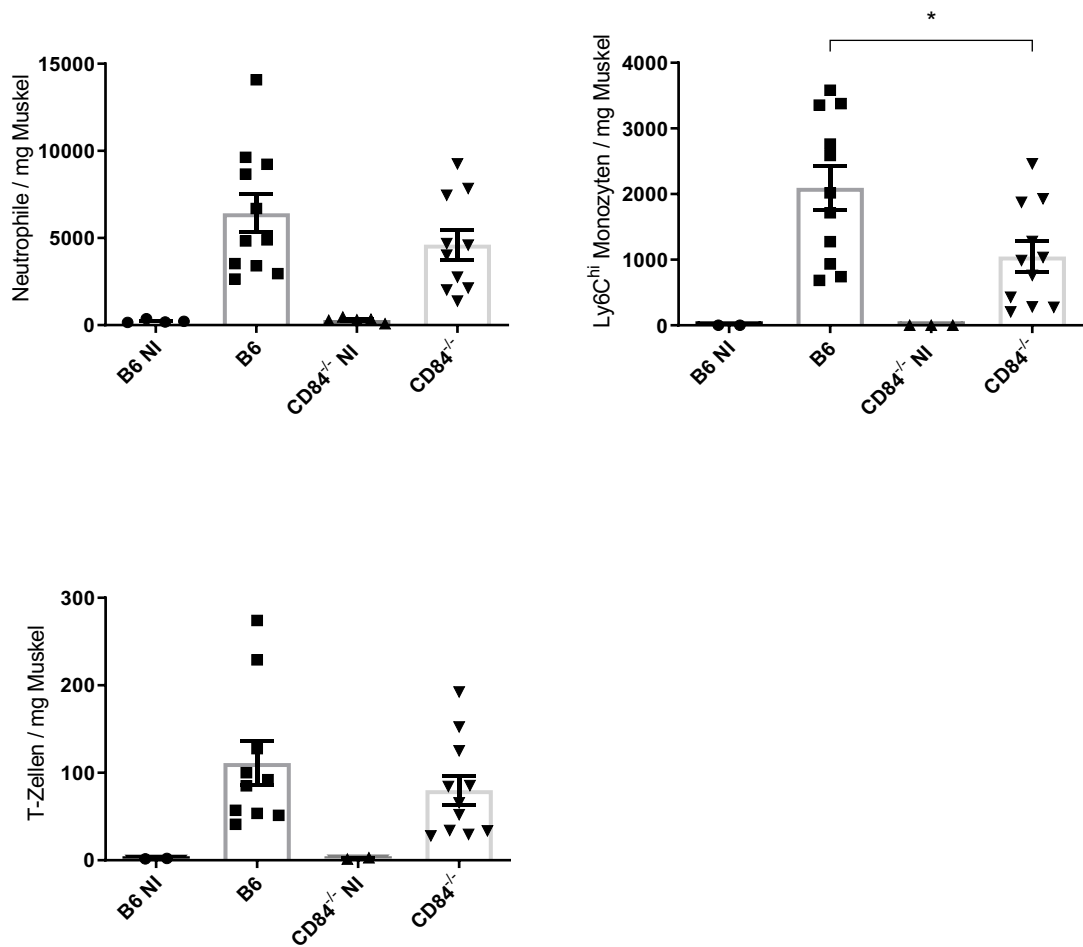 Neutrophile / mg Muskel
15000
10000
5000
0
B6 NI
B6
CD84-/- NI
CD84-/-
*
Ly6Chi Monozyten / mg Muskel
4000
3000
2000
1000
0
B6 NI
B6
CD84-/- NI
CD84-/-
T-Zellen / mg Muskel
300
200
100
0
B6 NI
B6
CD84-/- NI
CD84-/-